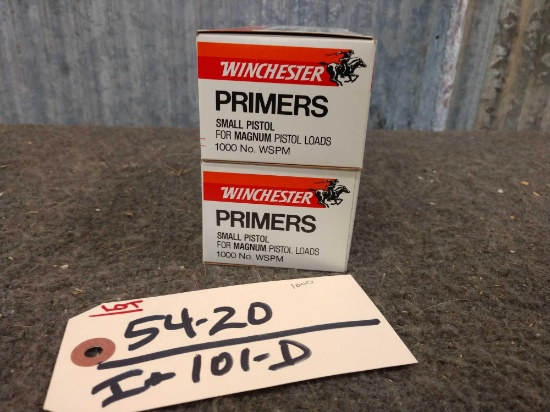 WINCHESTER
PRIMERS
SMALL PISTOL
FOR MAGNUM PISTOL LOADS
1000 No. WSPM
WINCHESTER
PRIMERS
SMALL PISTOL
FOR MAGNUM PISTOL LOADS
1000 No. WSPM
1000
LOT
54-20
101-D